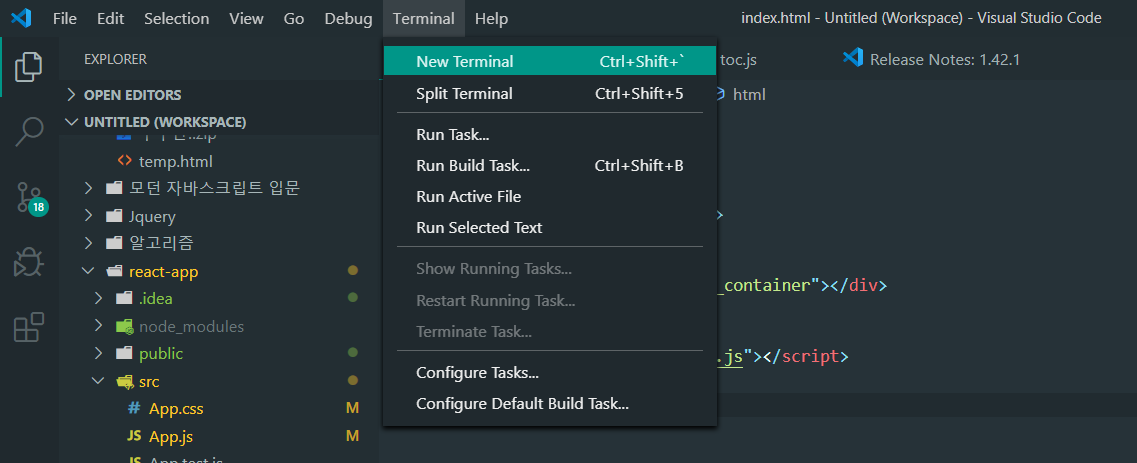 File Edit Selection View Go Debug Terminal Help index.html - Untitled (Workspace) - Visual Studio Code
EXPLORER
OPEN EDITORS
UNTITLED (WORKSPACE)
.zip
temp.html
모던 자바스크립트 입문
Jquery
알고리즘
react-app
.idea
node_modules
public
src
App.css M
App.js M
App.test.js
18
New Terminal Ctrl+Shift+`
Split Terminal Ctrl+Shift+5
Run Task...
Run Build Task... Ctrl+Shift+B
Run Active File
Run Selected Text
Show Running Tasks...
Restart Running Task...
Terminate Task...
Configure Tasks...
Configure Default Build Task...
toc.js Release Notes: 1.42.1
html
>
_container"></div>
.js"></script>